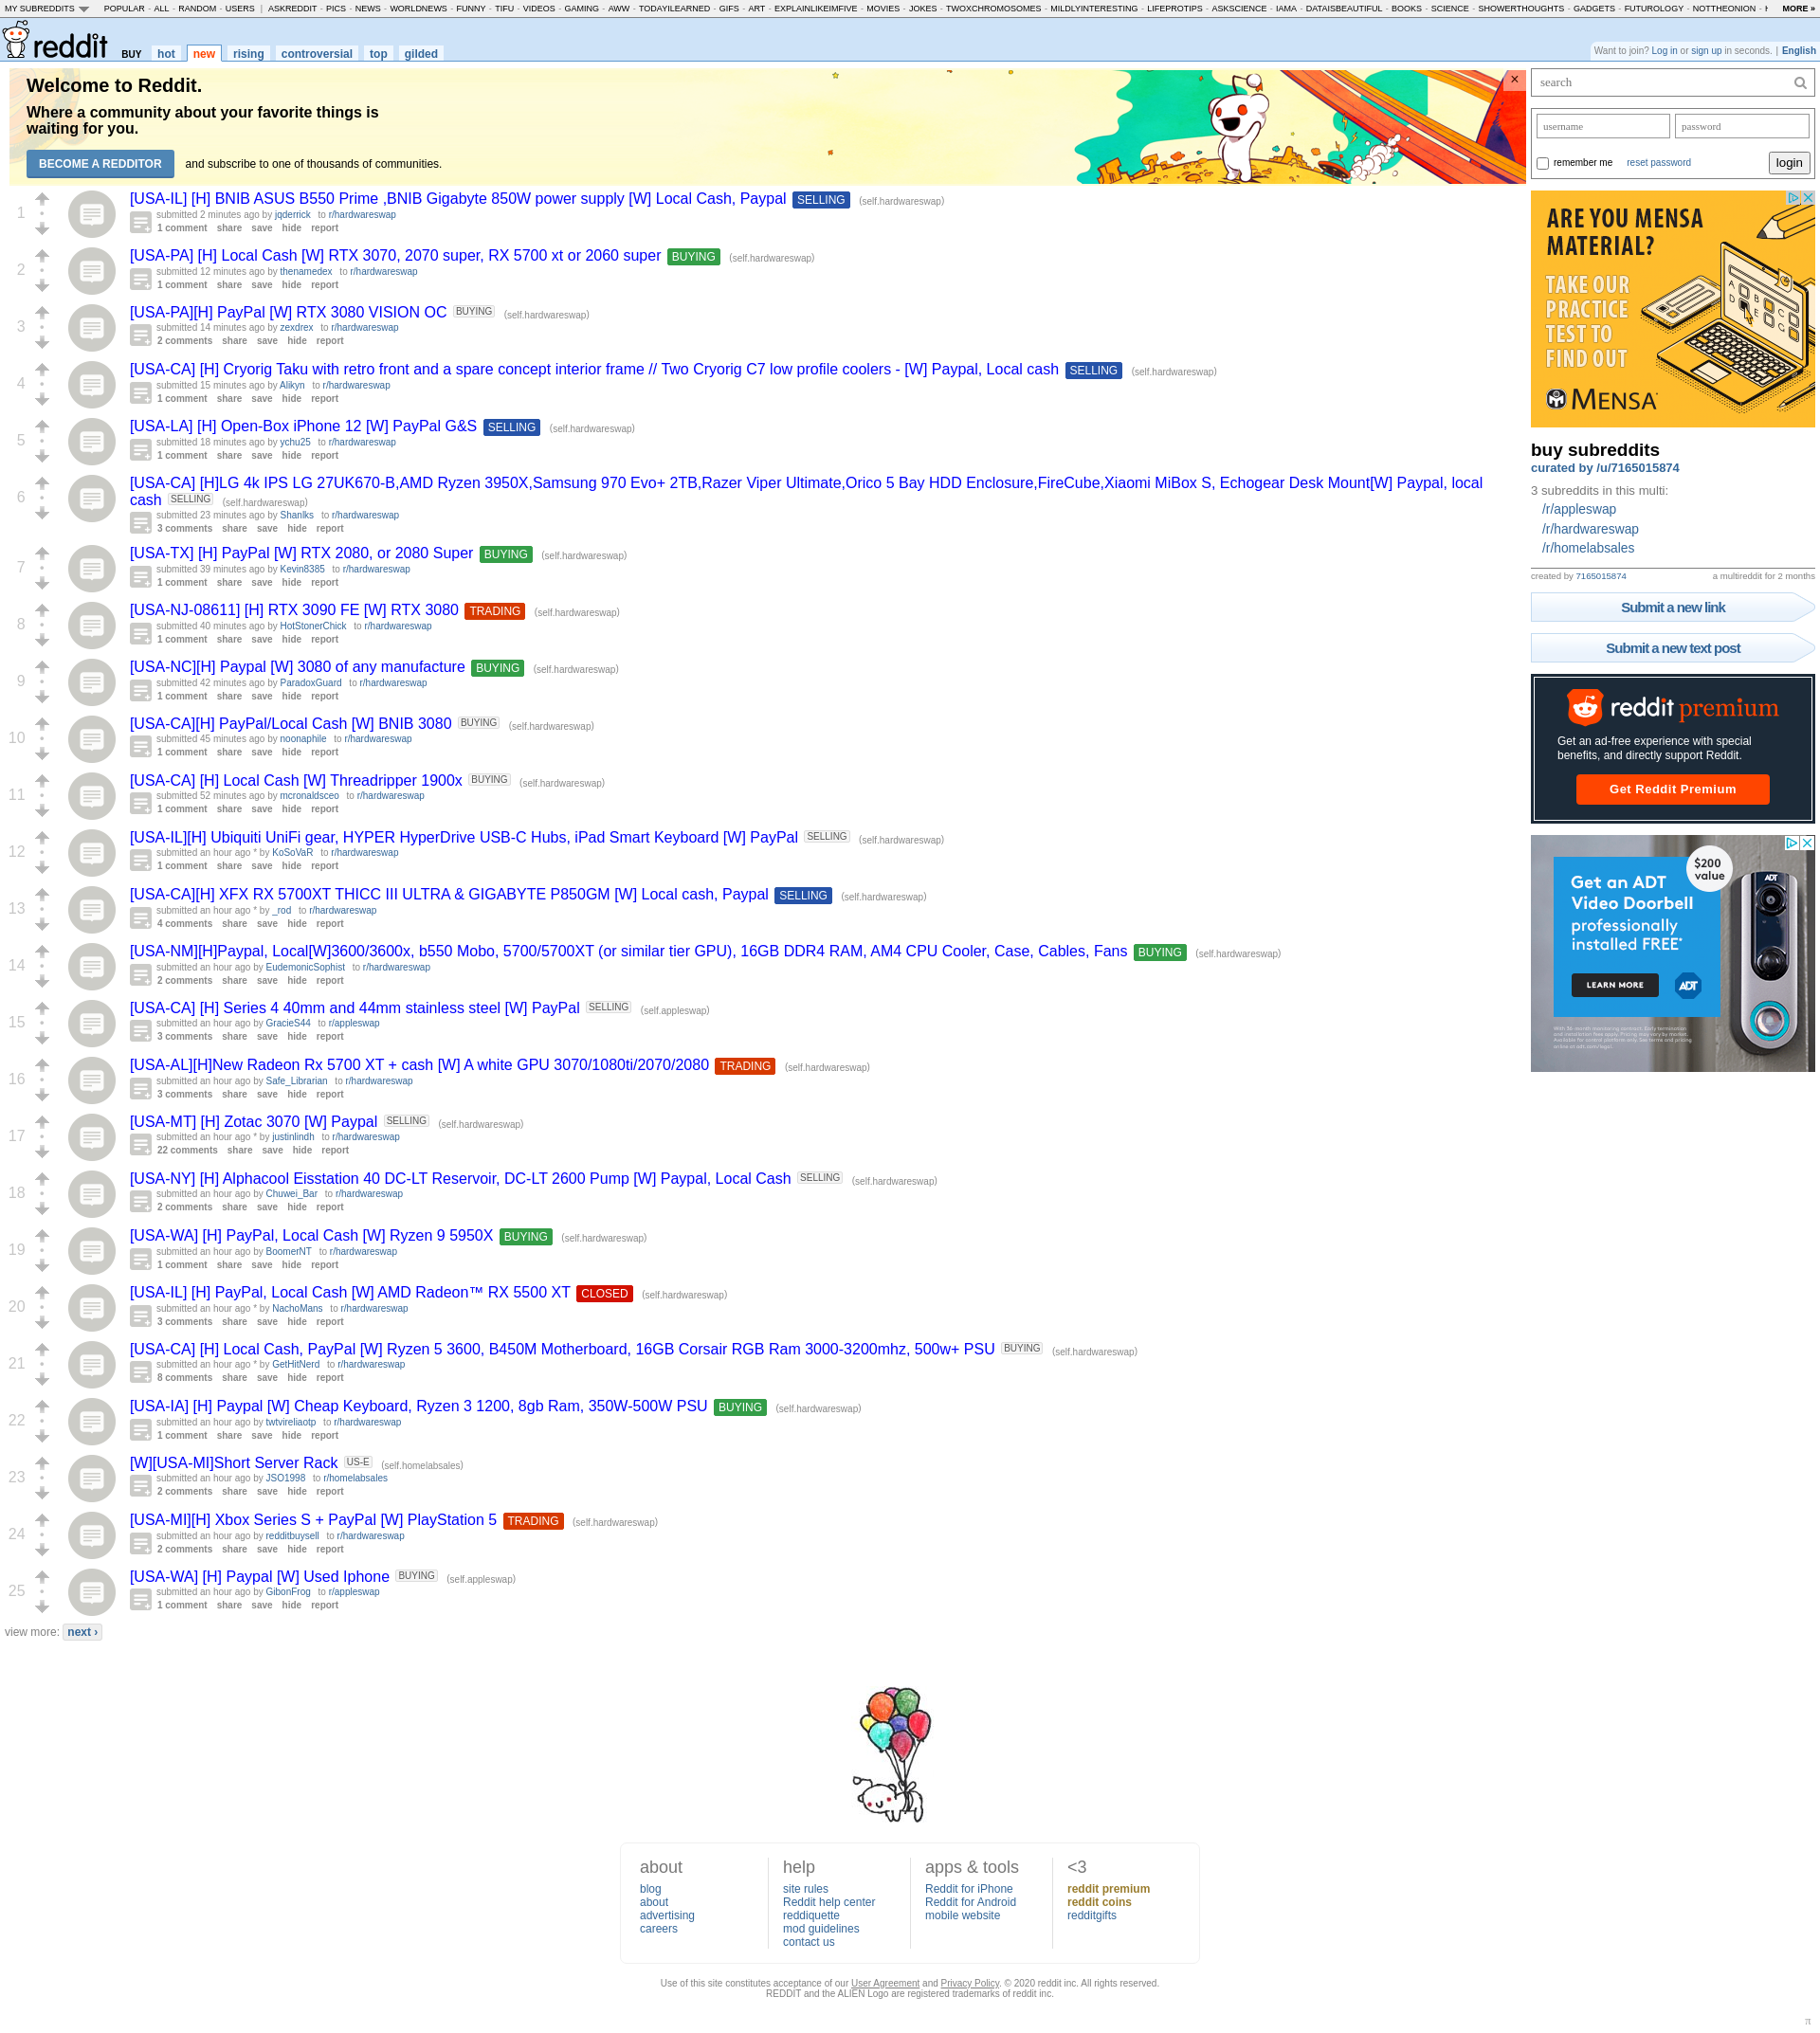 MY SUBREDDITS POPULAR - ALL - RANDOM - USERS | ASKREDDIT - PICS - NEWS - WORLDNEWS - FUNNY - TIFU - VIDEOS - GAMING - AWW - TODAYILEARNED - GIFS - ART - EXPLAINLIKEIMFIVE - MOVIES - JOKES - TWOXCHROMOSOMES - MILDLYINTERESTING - LIFEPROTIPS - ASKSCIENCE - IAMA - DATAISBEAUTIFUL - BOOKS - SCIENCE - SHOWERTHOUGHTS - GADGETS - FUTUROLOGY - NOTTHEONION - MORE »
reddit BUY hot new rising controversial top gilded
Want to join? Log in or sign up in seconds. | English
Welcome to Reddit.
Where a community about your favorite things is
waiting for you.
BECOME A REDDITOR and subscribe to one of thousands of communities.
×
1
[USA-IL] [H] BNIB ASUS B550 Prime ,BNIB Gigabyte 850W power supply [W] Local Cash, Paypal SELLING (self.hardwareswap)
submitted 2 minutes ago by jqderrick to r/hardwareswap
1 comment share save hide report
2
[USA-PA] [H] Local Cash [W] RTX 3070, 2070 super, RX 5700 xt or 2060 super BUYING (self.hardwareswap)
submitted 12 minutes ago by thenamedex to r/hardwareswap
1 comment share save hide report
3
[USA-PA][H] PayPal [W] RTX 3080 VISION OC BUYING (self.hardwareswap)
submitted 14 minutes ago by zexdrex to r/hardwareswap
2 comments share save hide report
4
[USA-CA] [H] Cryorig Taku with retro front and a spare concept interior frame // Two Cryorig C7 low profile coolers - [W] Paypal, Local cash SELLING (self.hardwareswap)
submitted 15 minutes ago by Alikyn to r/hardwareswap
1 comment share save hide report
5
[USA-LA] [H] Open-Box iPhone 12 [W] PayPal G&S SELLING (self.hardwareswap)
submitted 18 minutes ago by ychu25 to r/hardwareswap
1 comment share save hide report
6
[USA-CA] [H]LG 4k IPS LG 27UK670-B,AMD Ryzen 3950X,Samsung 970 Evo+ 2TB,Razer Viper Ultimate,Orico 5 Bay HDD Enclosure,FireCube,Xiaomi MiBox S, Echogear Desk Mount[W] Paypal, local
cash SELLING (self.hardwareswap)
submitted 23 minutes ago by Shanlks to r/hardwareswap
3 comments share save hide report
7
[USA-TX] [H] PayPal [W] RTX 2080, or 2080 Super BUYING (self.hardwareswap)
submitted 39 minutes ago by Kevin8385 to r/hardwareswap
1 comment share save hide report
8
[USA-NJ-08611] [H] RTX 3090 FE [W] RTX 3080 TRADING (self.hardwareswap)
submitted 40 minutes ago by HotStonerChick to r/hardwareswap
1 comment share save hide report
9
[USA-NC][H] Paypal [W] 3080 of any manufacture BUYING (self.hardwareswap)
submitted 42 minutes ago by ParadoxGuard to r/hardwareswap
1 comment share save hide report
10
[USA-CA][H] PayPal/Local Cash [W] BNIB 3080 BUYING (self.hardwareswap)
submitted 45 minutes ago by noonaphile to r/hardwareswap
1 comment share save hide report
11
[USA-CA] [H] Local Cash [W] Threadripper 1900x BUYING (self.hardwareswap)
submitted 52 minutes ago by mcronaldsceo to r/hardwareswap
1 comment share save hide report
12
[USA-IL][H] Ubiquiti UniFi gear, HYPER HyperDrive USB-C Hubs, iPad Smart Keyboard [W] PayPal SELLING (self.hardwareswap)
submitted an hour ago * by KoSoVaR to r/hardwareswap
1 comment share save hide report
13
[USA-CA][H] XFX RX 5700XT THICC III ULTRA & GIGABYTE P850GM [W] Local cash, Paypal SELLING (self.hardwareswap)
submitted an hour ago * by _rod to r/hardwareswap
4 comments share save hide report
14
[USA-NM][H]Paypal, Local[W]3600/3600x, b550 Mobo, 5700/5700XT (or similar tier GPU), 16GB DDR4 RAM, AM4 CPU Cooler, Case, Cables, Fans BUYING (self.hardwareswap)
submitted an hour ago by EudemonicSophist to r/hardwareswap
2 comments share save hide report
15
[USA-CA] [H] Series 4 40mm and 44mm stainless steel [W] PayPal SELLING (self.appleswap)
submitted an hour ago by GracieS44 to r/appleswap
3 comments share save hide report
16
[USA-AL][H]New Radeon Rx 5700 XT + cash [W] A white GPU 3070/1080ti/2070/2080 TRADING (self.hardwareswap)
submitted an hour ago by Safe_Librarian to r/hardwareswap
3 comments share save hide report
17
[USA-MT] [H] Zotac 3070 [W] Paypal SELLING (self.hardwareswap)
submitted an hour ago * by justinlindh to r/hardwareswap
22 comments share save hide report
18
[USA-NY] [H] Alphacool Eisstation 40 DC-LT Reservoir, DC-LT 2600 Pump [W] Paypal, Local Cash SELLING (self.hardwareswap)
submitted an hour ago by Chuwei_Bar to r/hardwareswap
2 comments share save hide report
19
[USA-WA] [H] PayPal, Local Cash [W] Ryzen 9 5950X BUYING (self.hardwareswap)
submitted an hour ago by BoomerNT to r/hardwareswap
1 comment share save hide report
20
[USA-IL] [H] PayPal, Local Cash [W] AMD Radeon™ RX 5500 XT CLOSED (self.hardwareswap)
submitted an hour ago * by NachoMans to r/hardwareswap
3 comments share save hide report
21
[USA-CA] [H] Local Cash, PayPal [W] Ryzen 5 3600, B450M Motherboard, 16GB Corsair RGB Ram 3000-3200mhz, 500w+ PSU BUYING (self.hardwareswap)
submitted an hour ago * by GetHitNerd to r/hardwareswap
8 comments share save hide report
22
[USA-IA] [H] Paypal [W] Cheap Keyboard, Ryzen 3 1200, 8gb Ram, 350W-500W PSU BUYING (self.hardwareswap)
submitted an hour ago by twtvireliaotp to r/hardwareswap
1 comment share save hide report
23
[W][USA-MI]Short Server Rack US-E (self.homelabsales)
submitted an hour ago by JSO1998 to r/homelabsales
2 comments share save hide report
24
[USA-MI][H] Xbox Series S + PayPal [W] PlayStation 5 TRADING (self.hardwareswap)
submitted an hour ago by redditbuysell to r/hardwareswap
2 comments share save hide report
25
[USA-WA] [H] Paypal [W] Used Iphone BUYING (self.appleswap)
submitted an hour ago by GibonFrog to r/appleswap
1 comment share save hide report
view more: next ›
search
username password
remember me reset password login
ARE YOU MENSA
MATERIAL?
TAKE OUR
PRACTICE
TEST TO
FIND OUT
MENSA
buy subreddits
curated by /u/7165015874
3 subreddits in this multi:
/r/appleswap
/r/hardwareswap
/r/homelabsales
created by 7165015874 a multireddit for 2 months
Submit a new link
Submit a new text post
reddit premium
Get an ad-free experience with special
benefits, and directly support Reddit.
Get Reddit Premium
$200
value
Get an ADT
Video Doorbell
professionally
installed FREE*
LEARN MORE ADT
ADT
about
blog
about
advertising
careers
help
site rules
Reddit help center
reddiquette
mod guidelines
contact us
apps & tools
Reddit for iPhone
Reddit for Android
mobile website
<3
reddit premium
reddit coins
redditgifts
Use of this site constitutes acceptance of our User Agreement and Privacy Policy. © 2020 reddit inc. All rights reserved.
REDDIT and the ALIEN Logo are registered trademarks of reddit inc.
π